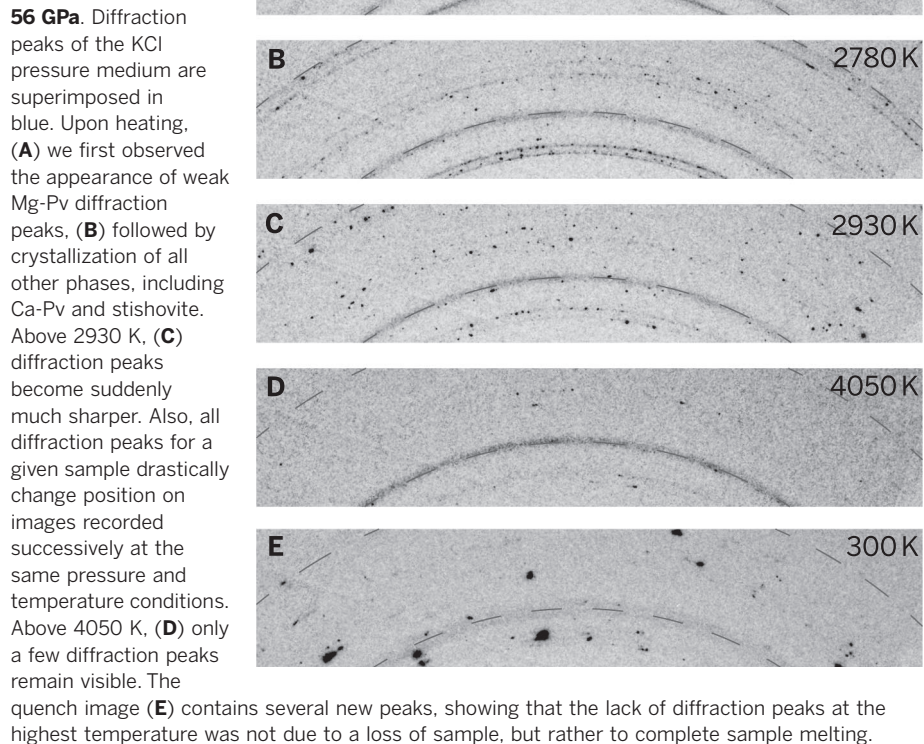 56 GPa. Diffraction
peaks of the KCl
pressure medium are
superimposed in
blue. Upon heating,
(A) we first observed
the appearance of weak
Mg-Pv diffraction
peaks, (B) followed by
crystallization of all
other phases, including
Ca-Pv and stishovite.
Above 2930 K, (C)
diffraction peaks
become suddenly
much sharper. Also, all
diffraction peaks for a
given sample drastically
change position on
images recorded
successively at the
same pressure and
temperature conditions.
Above 4050 K, (D) only
a few diffraction peaks
remain visible. The
quench image (E) contains several new peaks, showing that the lack of diffraction peaks at the
highest temperature was not due to a loss of sample, but rather to complete sample melting.
B 2780 K
C 2930 K
D 4050 K
E 300 K